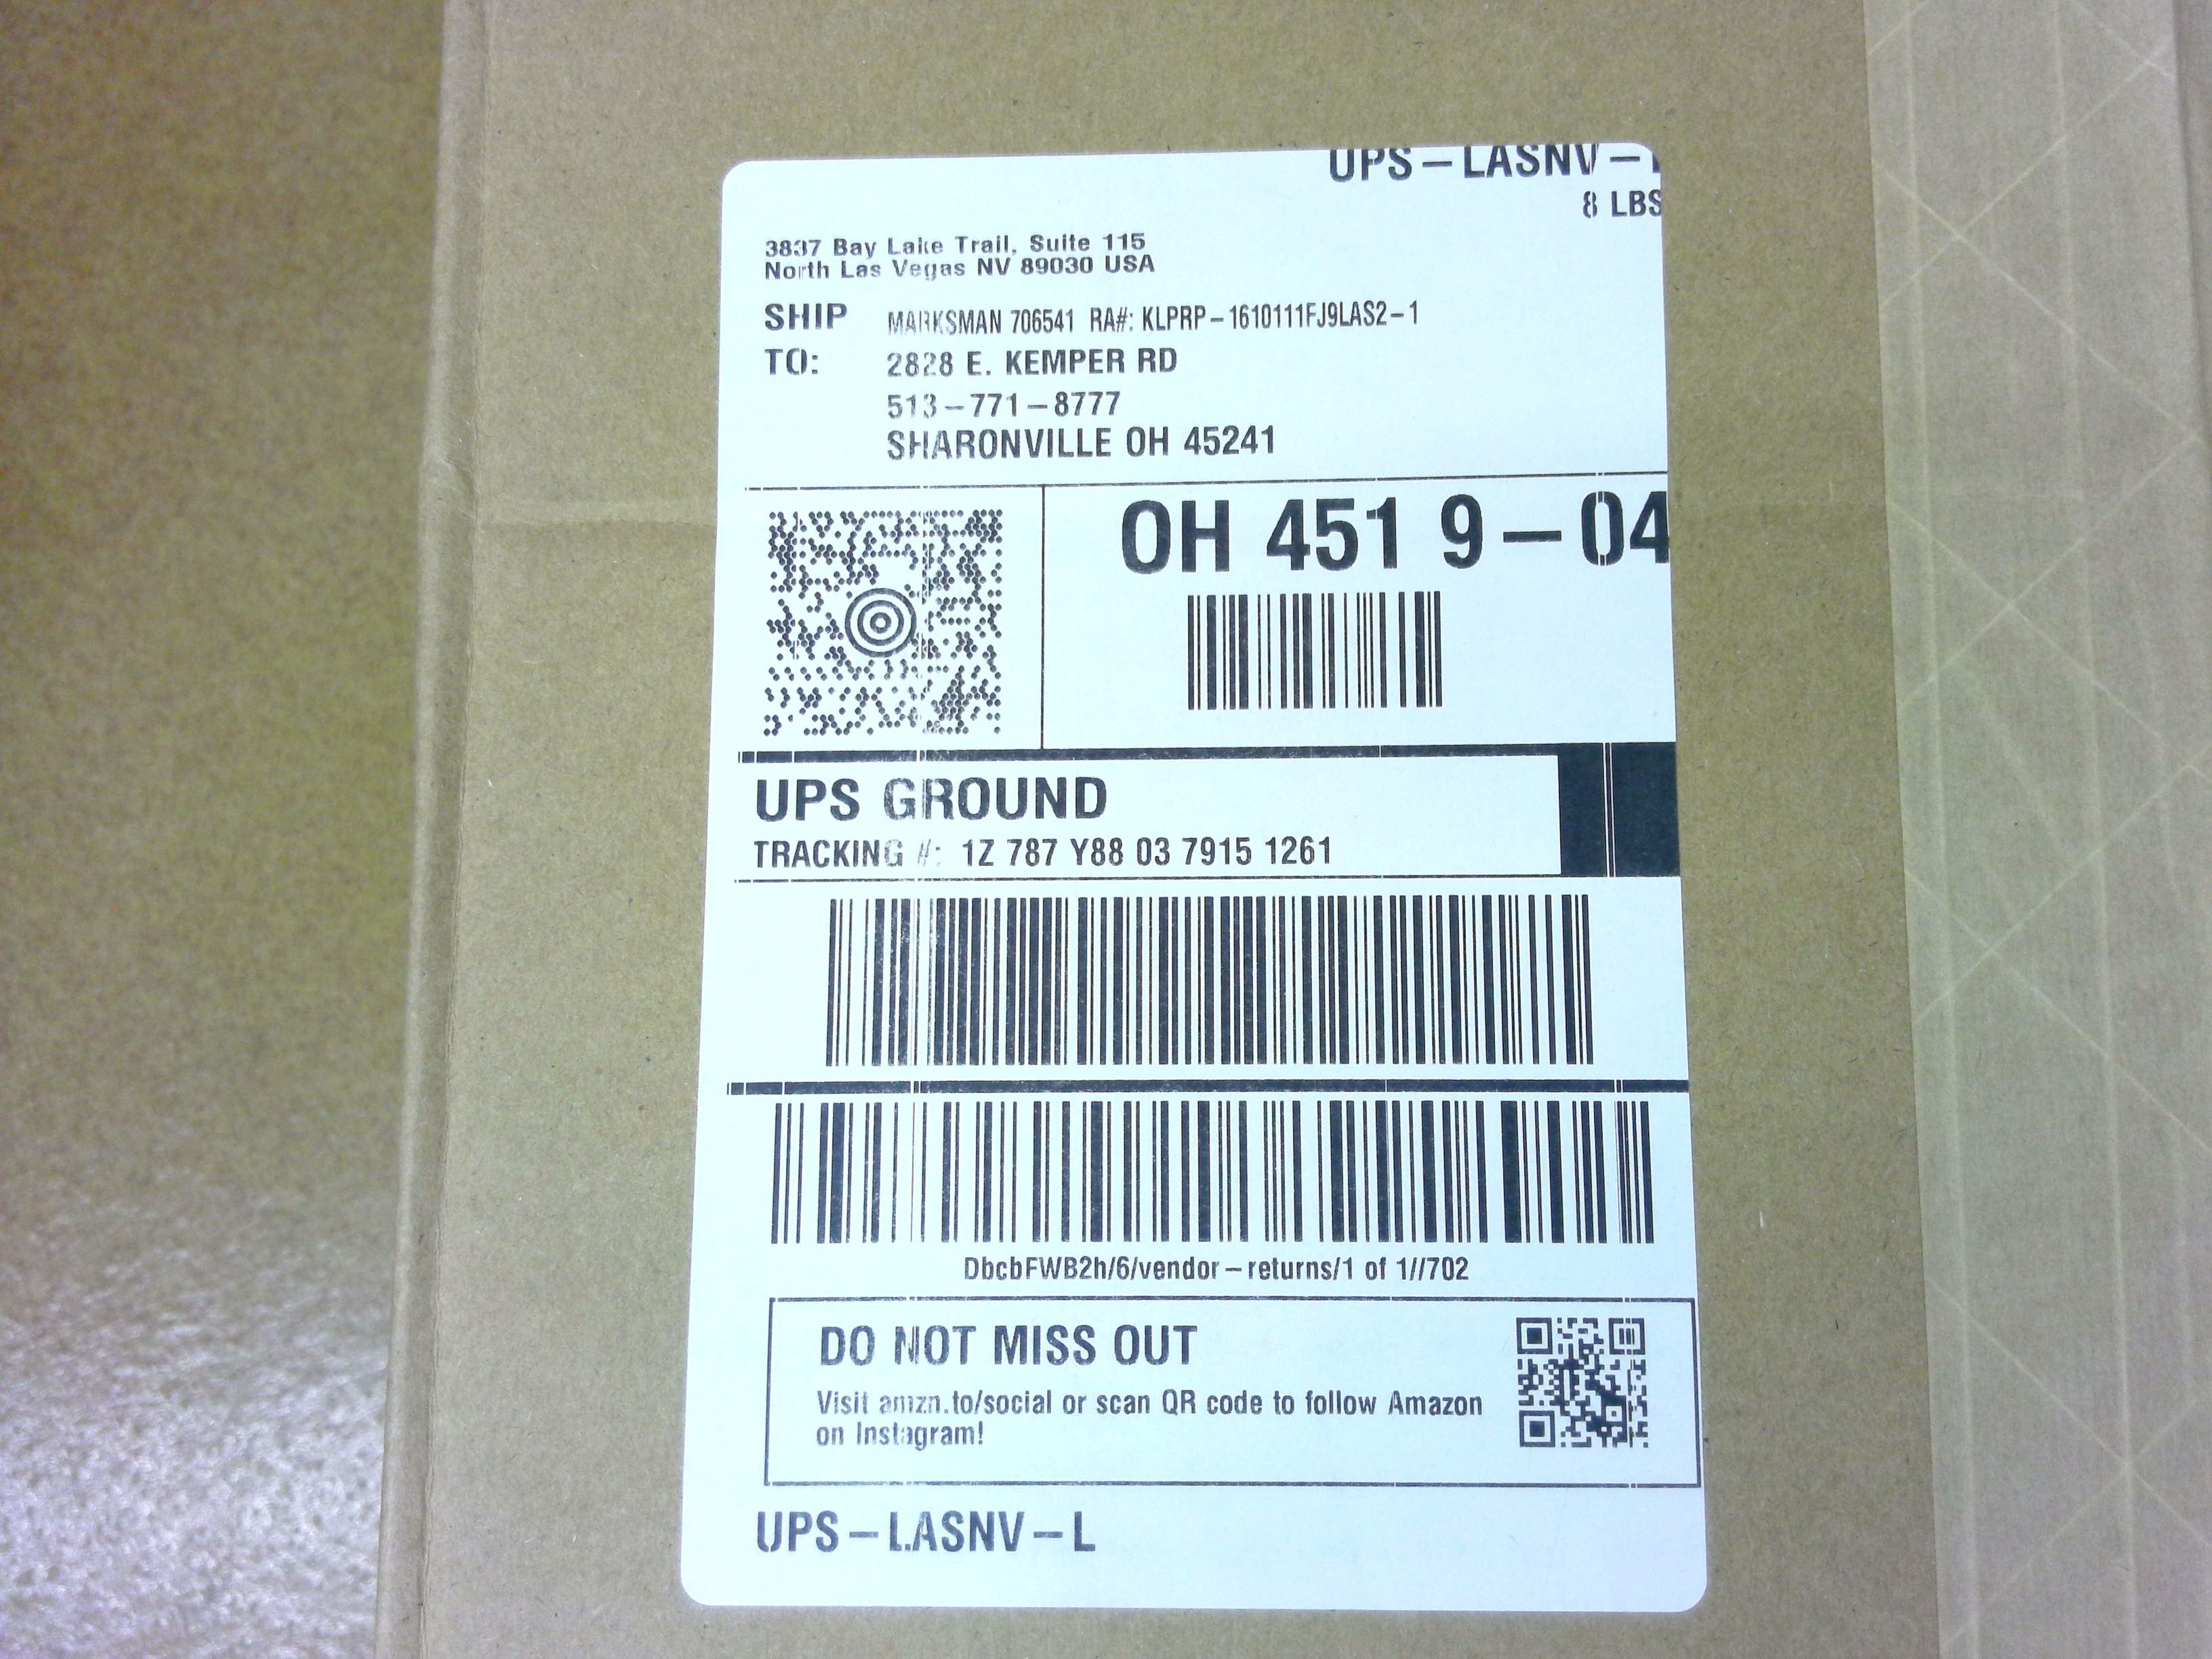 UPS – LASNV –
8 LBS
3837 Bay Lake Trail, Suite 115
North Las Vegas NV 89030 USA
SHIP MARKSMAN 706541 RA#: KLPRP – 1610111FJ9LAS2 – 1
TO: 2828 E. KEMPER RD
513 – 771 – 8777
SHARONVILLE OH 45241
OH 451 9 – 04
UPS GROUND
TRACKING #: 1Z 787 Y88 03 7915 1261
DbcbFWB2h/6/vendor – returns/1 of 1//702
DO NOT MISS OUT
Visit amzn.to/social or scan QR code to follow Amazon
on Instagram!
UPS – LASNV – L